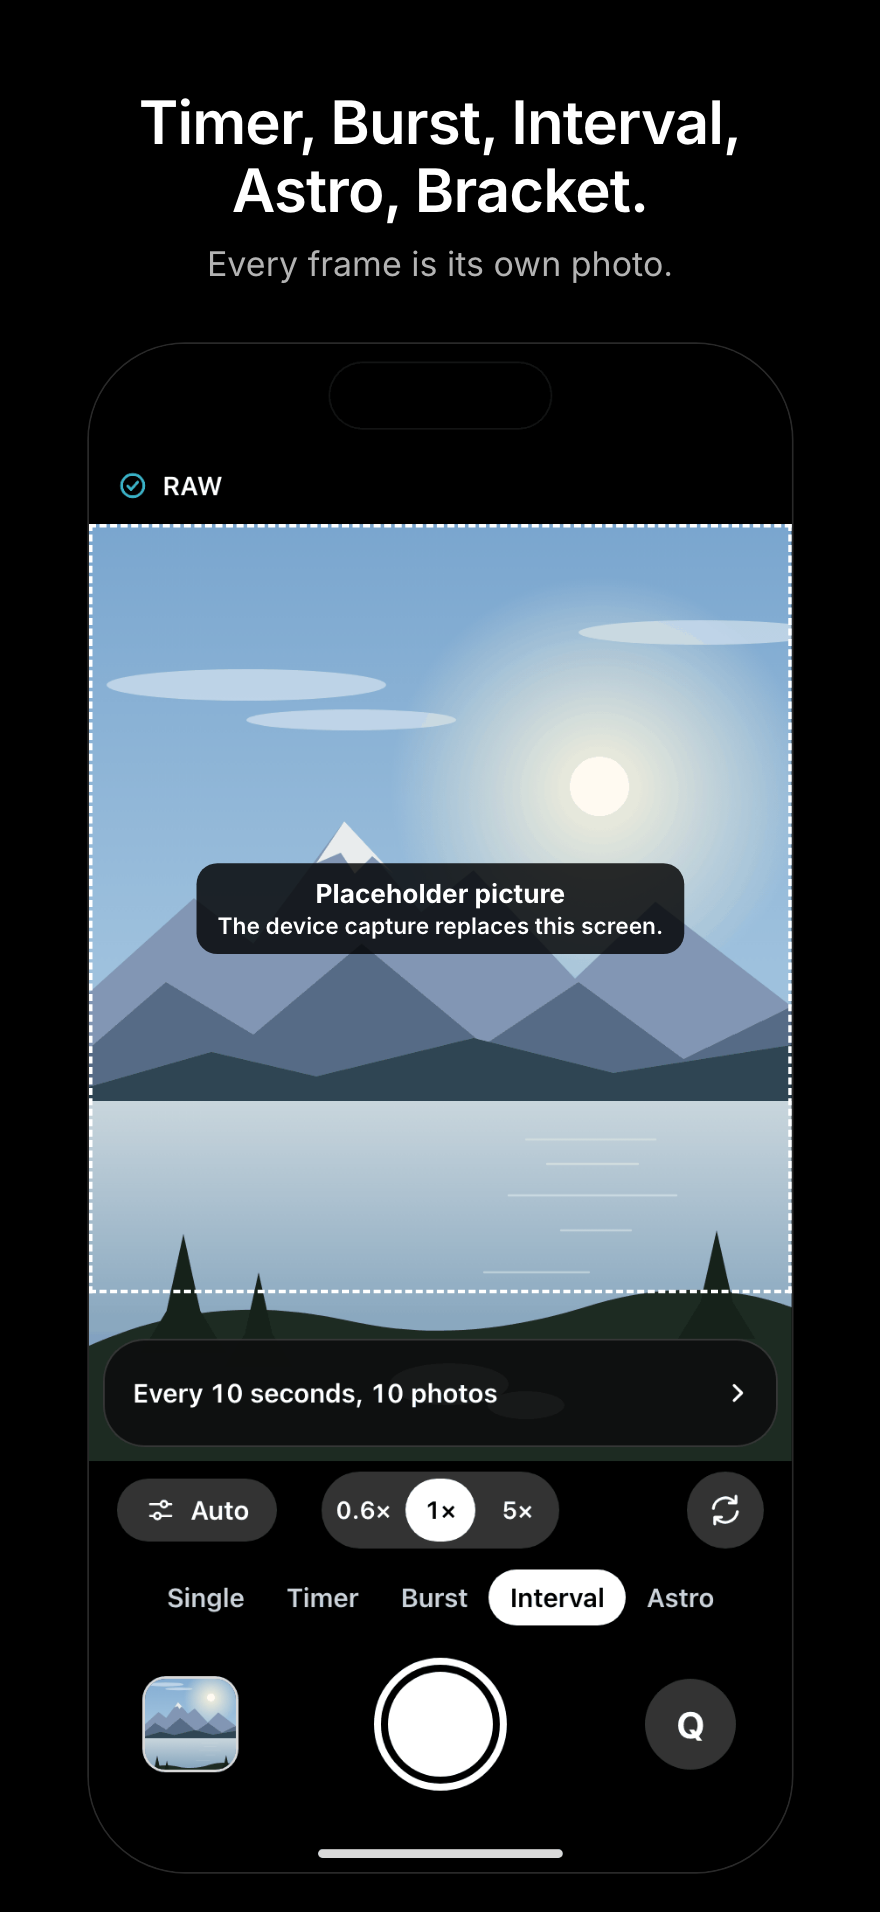 Timer, Burst, Interval,
Astro, Bracket.
Every frame is its own photo.
RAW
Placeholder picture
The device capture replaces this screen.
Every 10 seconds, 10 photos
Auto
0.6×
1×
5×
Single
Timer
Burst
Interval
Astro
Q